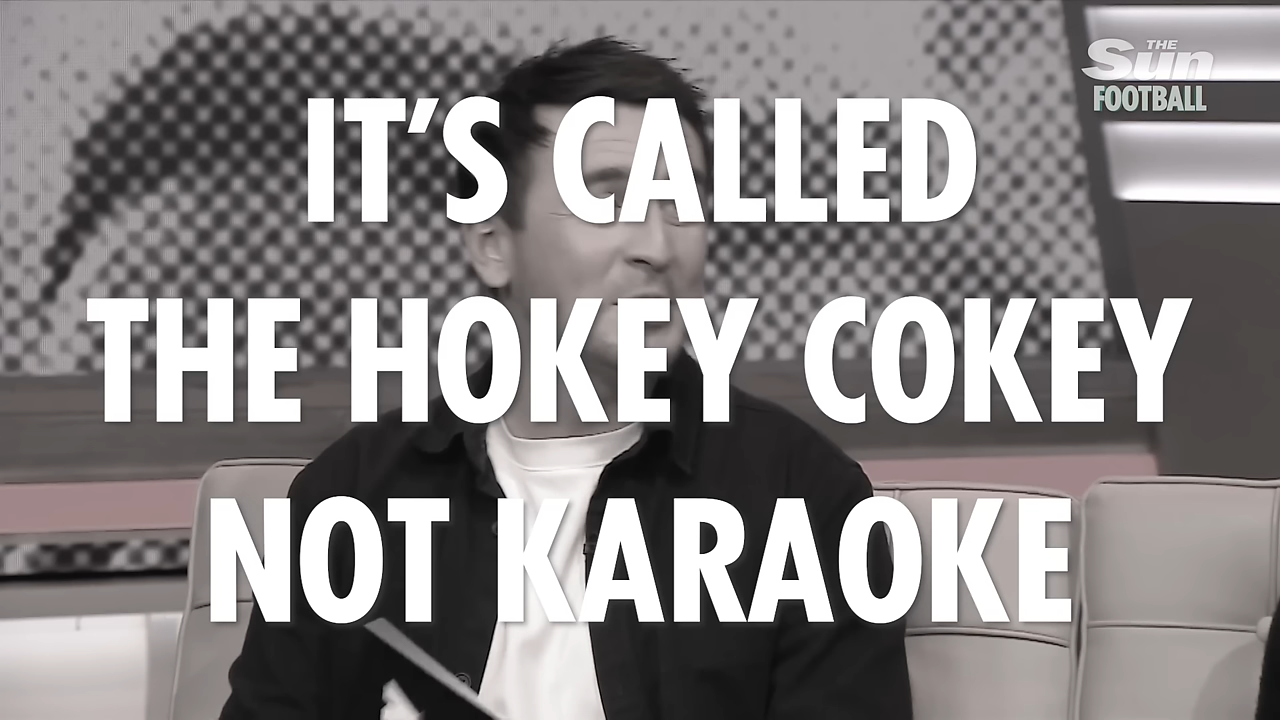 THE
Sun
FOOTBALL
IT'S CALLED
THE HOKEY COKEY
NOT KARAOKE